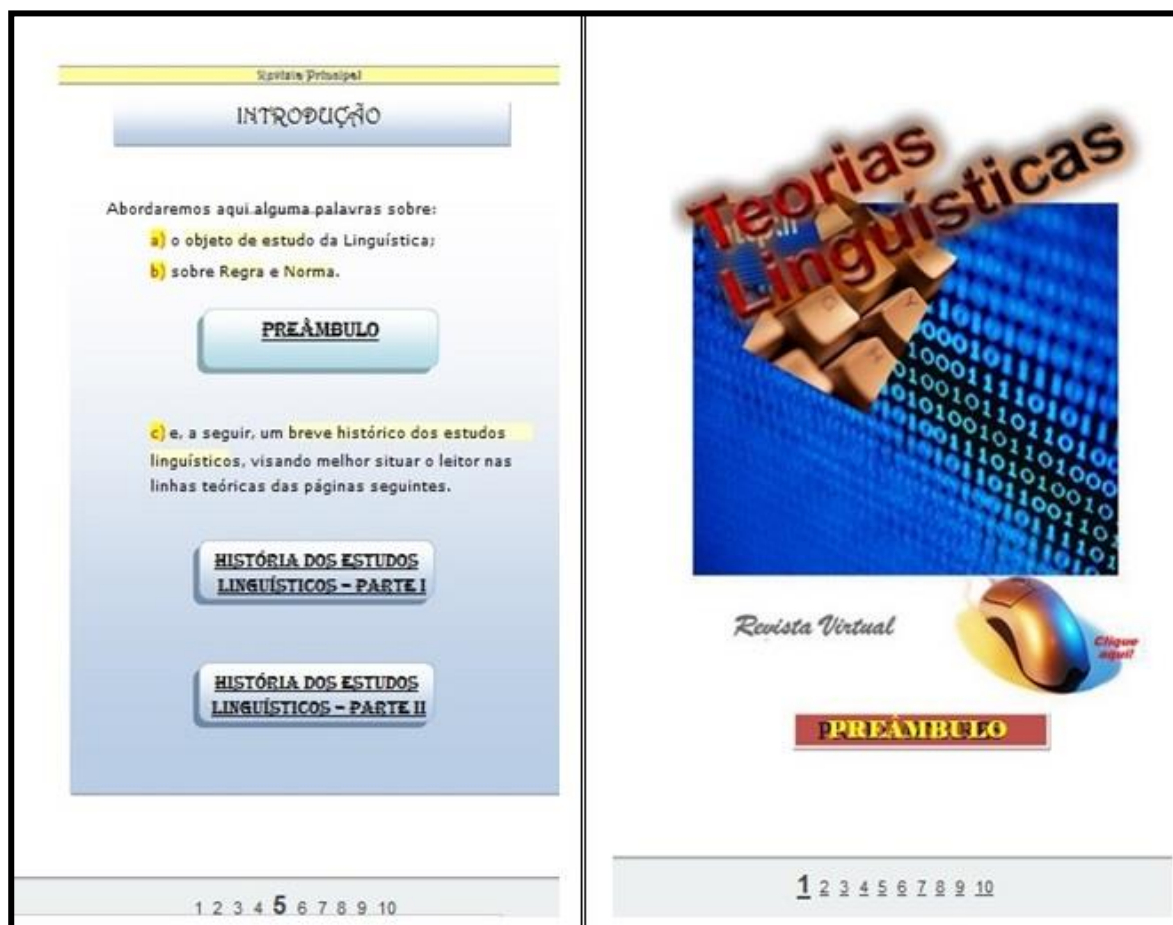 Revista Principal
INTRODUÇÃO
Abordaremos aqui alguma palavras sobre:
a) o objeto de estudo da Linguística;
b) sobre Regra e Norma.
PREÂMBULO
c) e, a seguir, um breve histórico dos estudos
linguísticos, visando melhor situar o leitor nas
linhas teóricas das páginas seguintes.
HISTÓRIA DOS ESTUDOS
LINGUÍSTICOS – PARTE I
HISTÓRIA DOS ESTUDOS
LINGUÍSTICOS – PARTE II
1 2 3 4 5 6 7 8 9 10
Teorias
Linguísticas
Revista Virtual
Clique
aqui!
PREÂMBULO
1 2 3 4 5 6 7 8 9 10